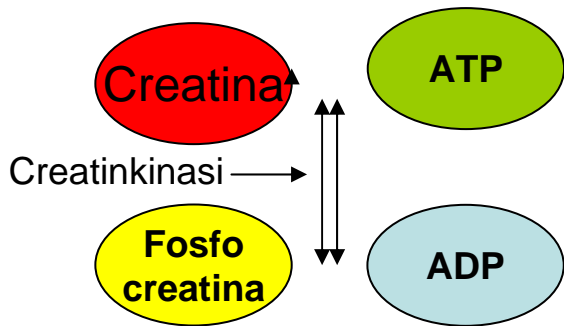 Creatina
ATP
Creatinkinasi
Fosfo
creatina
ADP